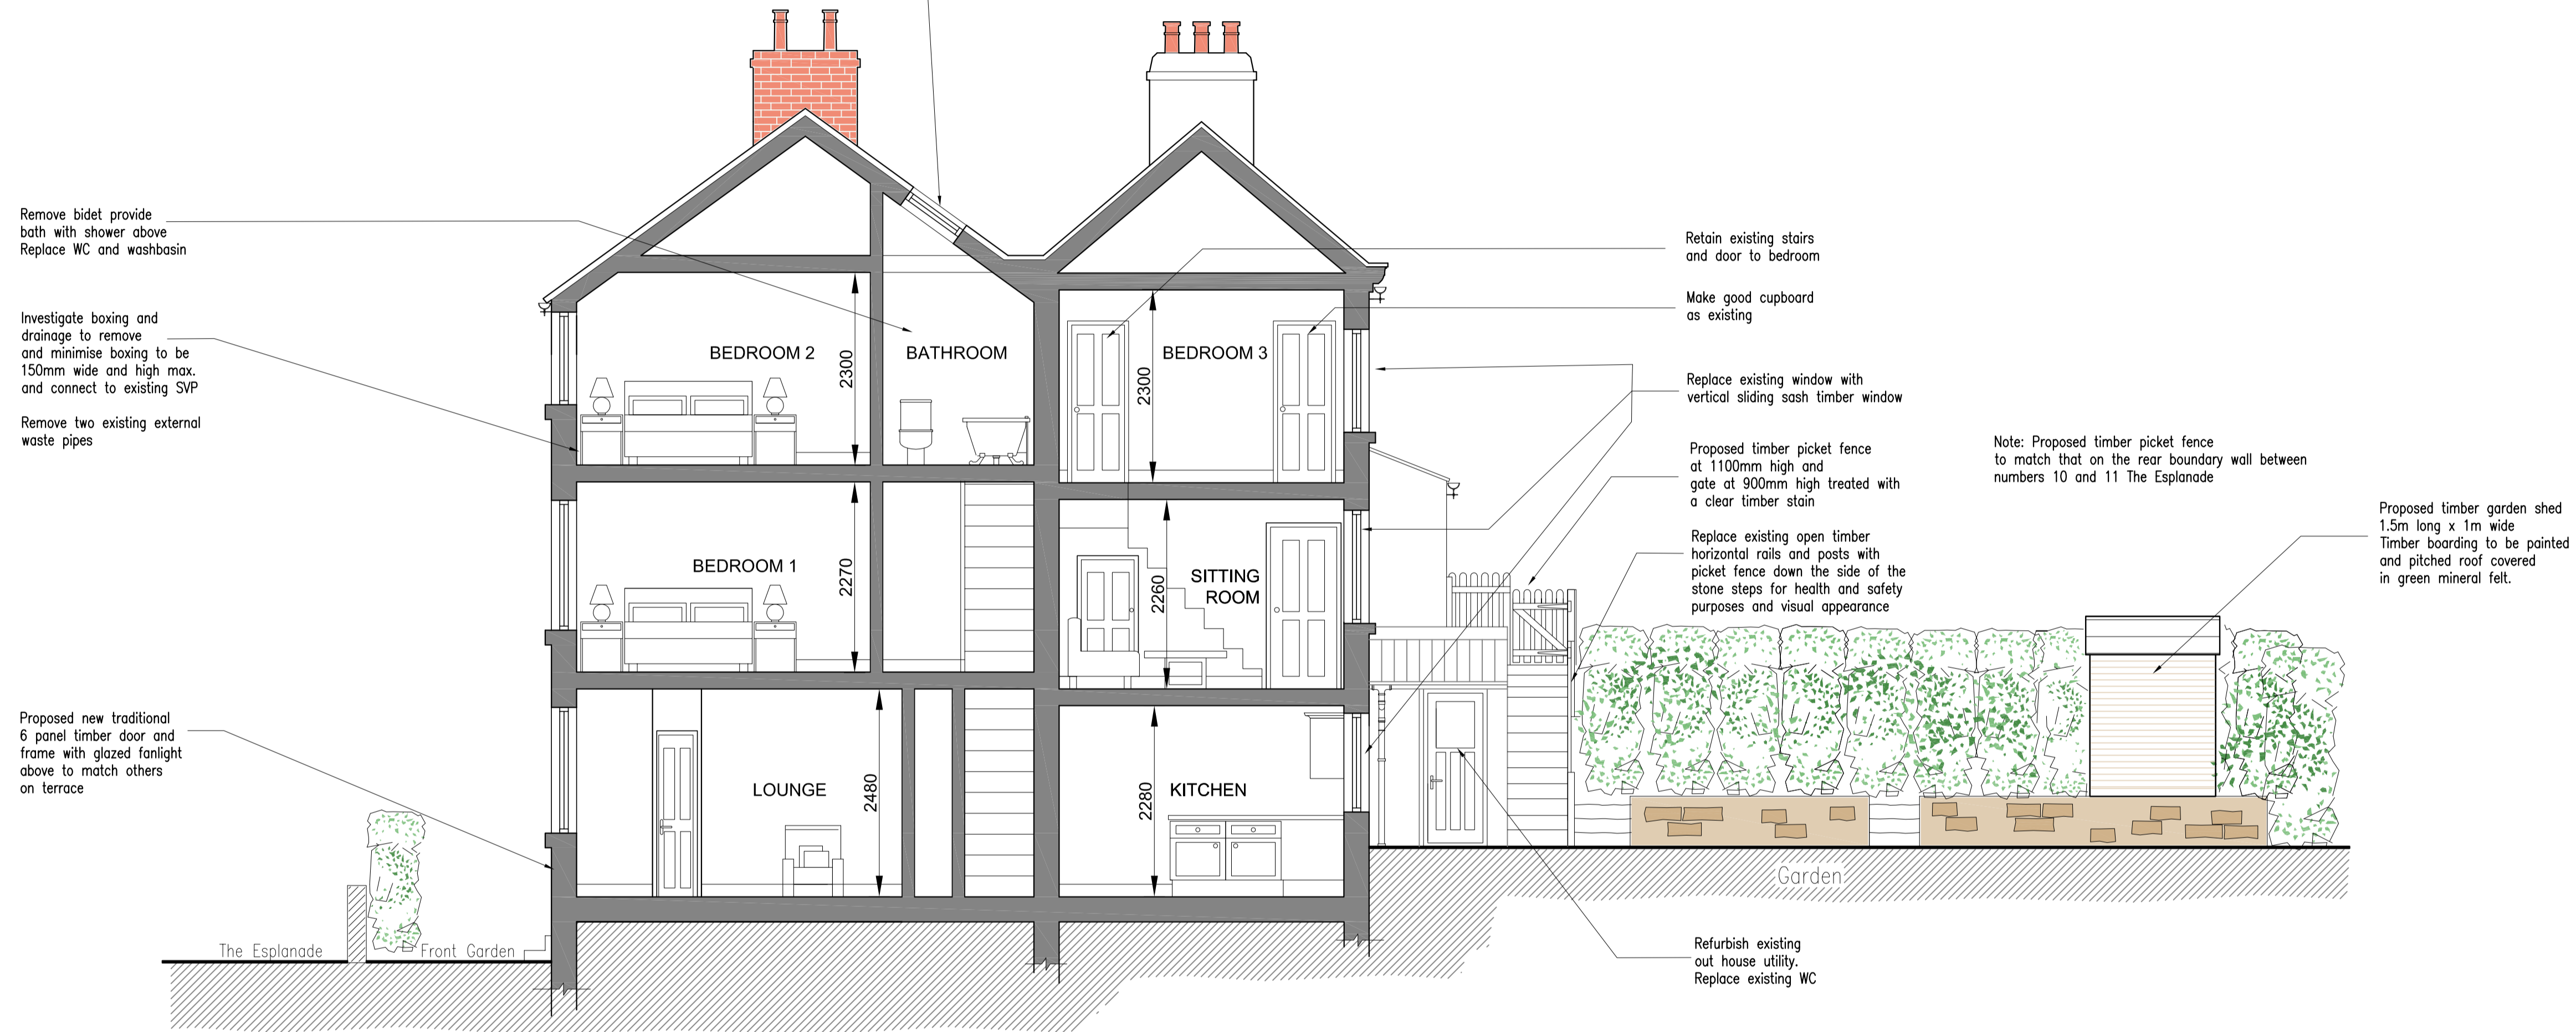 Remove bidet provide
bath with shower above
Replace WC and washbasin
Investigate boxing and
drainage to remove
and minimise boxing to be
150mm wide and high max.
and connect to existing SVP
Remove two existing external
waste pipes
Proposed new traditional
6 panel timber door and
frame with glazed fanlight
above to match others
on terrace
The Esplanade
Front Garden
BEDROOM 2
2300
BATHROOM
2300
BEDROOM 3
BEDROOM 1
2270
2260
SITTING
ROOM
LOUNGE
2480
2280
KITCHEN
Retain existing stairs
and door to bedroom
Make good cupboard
as existing
Replace existing window with
vertical sliding sash timber window
Proposed timber picket fence
at 1100mm high and
gate at 900mm high treated with
a clear timber stain
Replace existing open timber
horizontal rails and posts with
picket fence down the side of the
stone steps for health and safety
purposes and visual appearance
Note: Proposed timber picket fence
to match that on the rear boundary wall between
numbers 10 and 11 The Esplanade
Proposed timber garden shed
1.5m long x 1m wide
Timber boarding to be painted
and pitched roof covered
in green mineral felt.
Garden
Refurbish existing
out house utility.
Replace existing WC